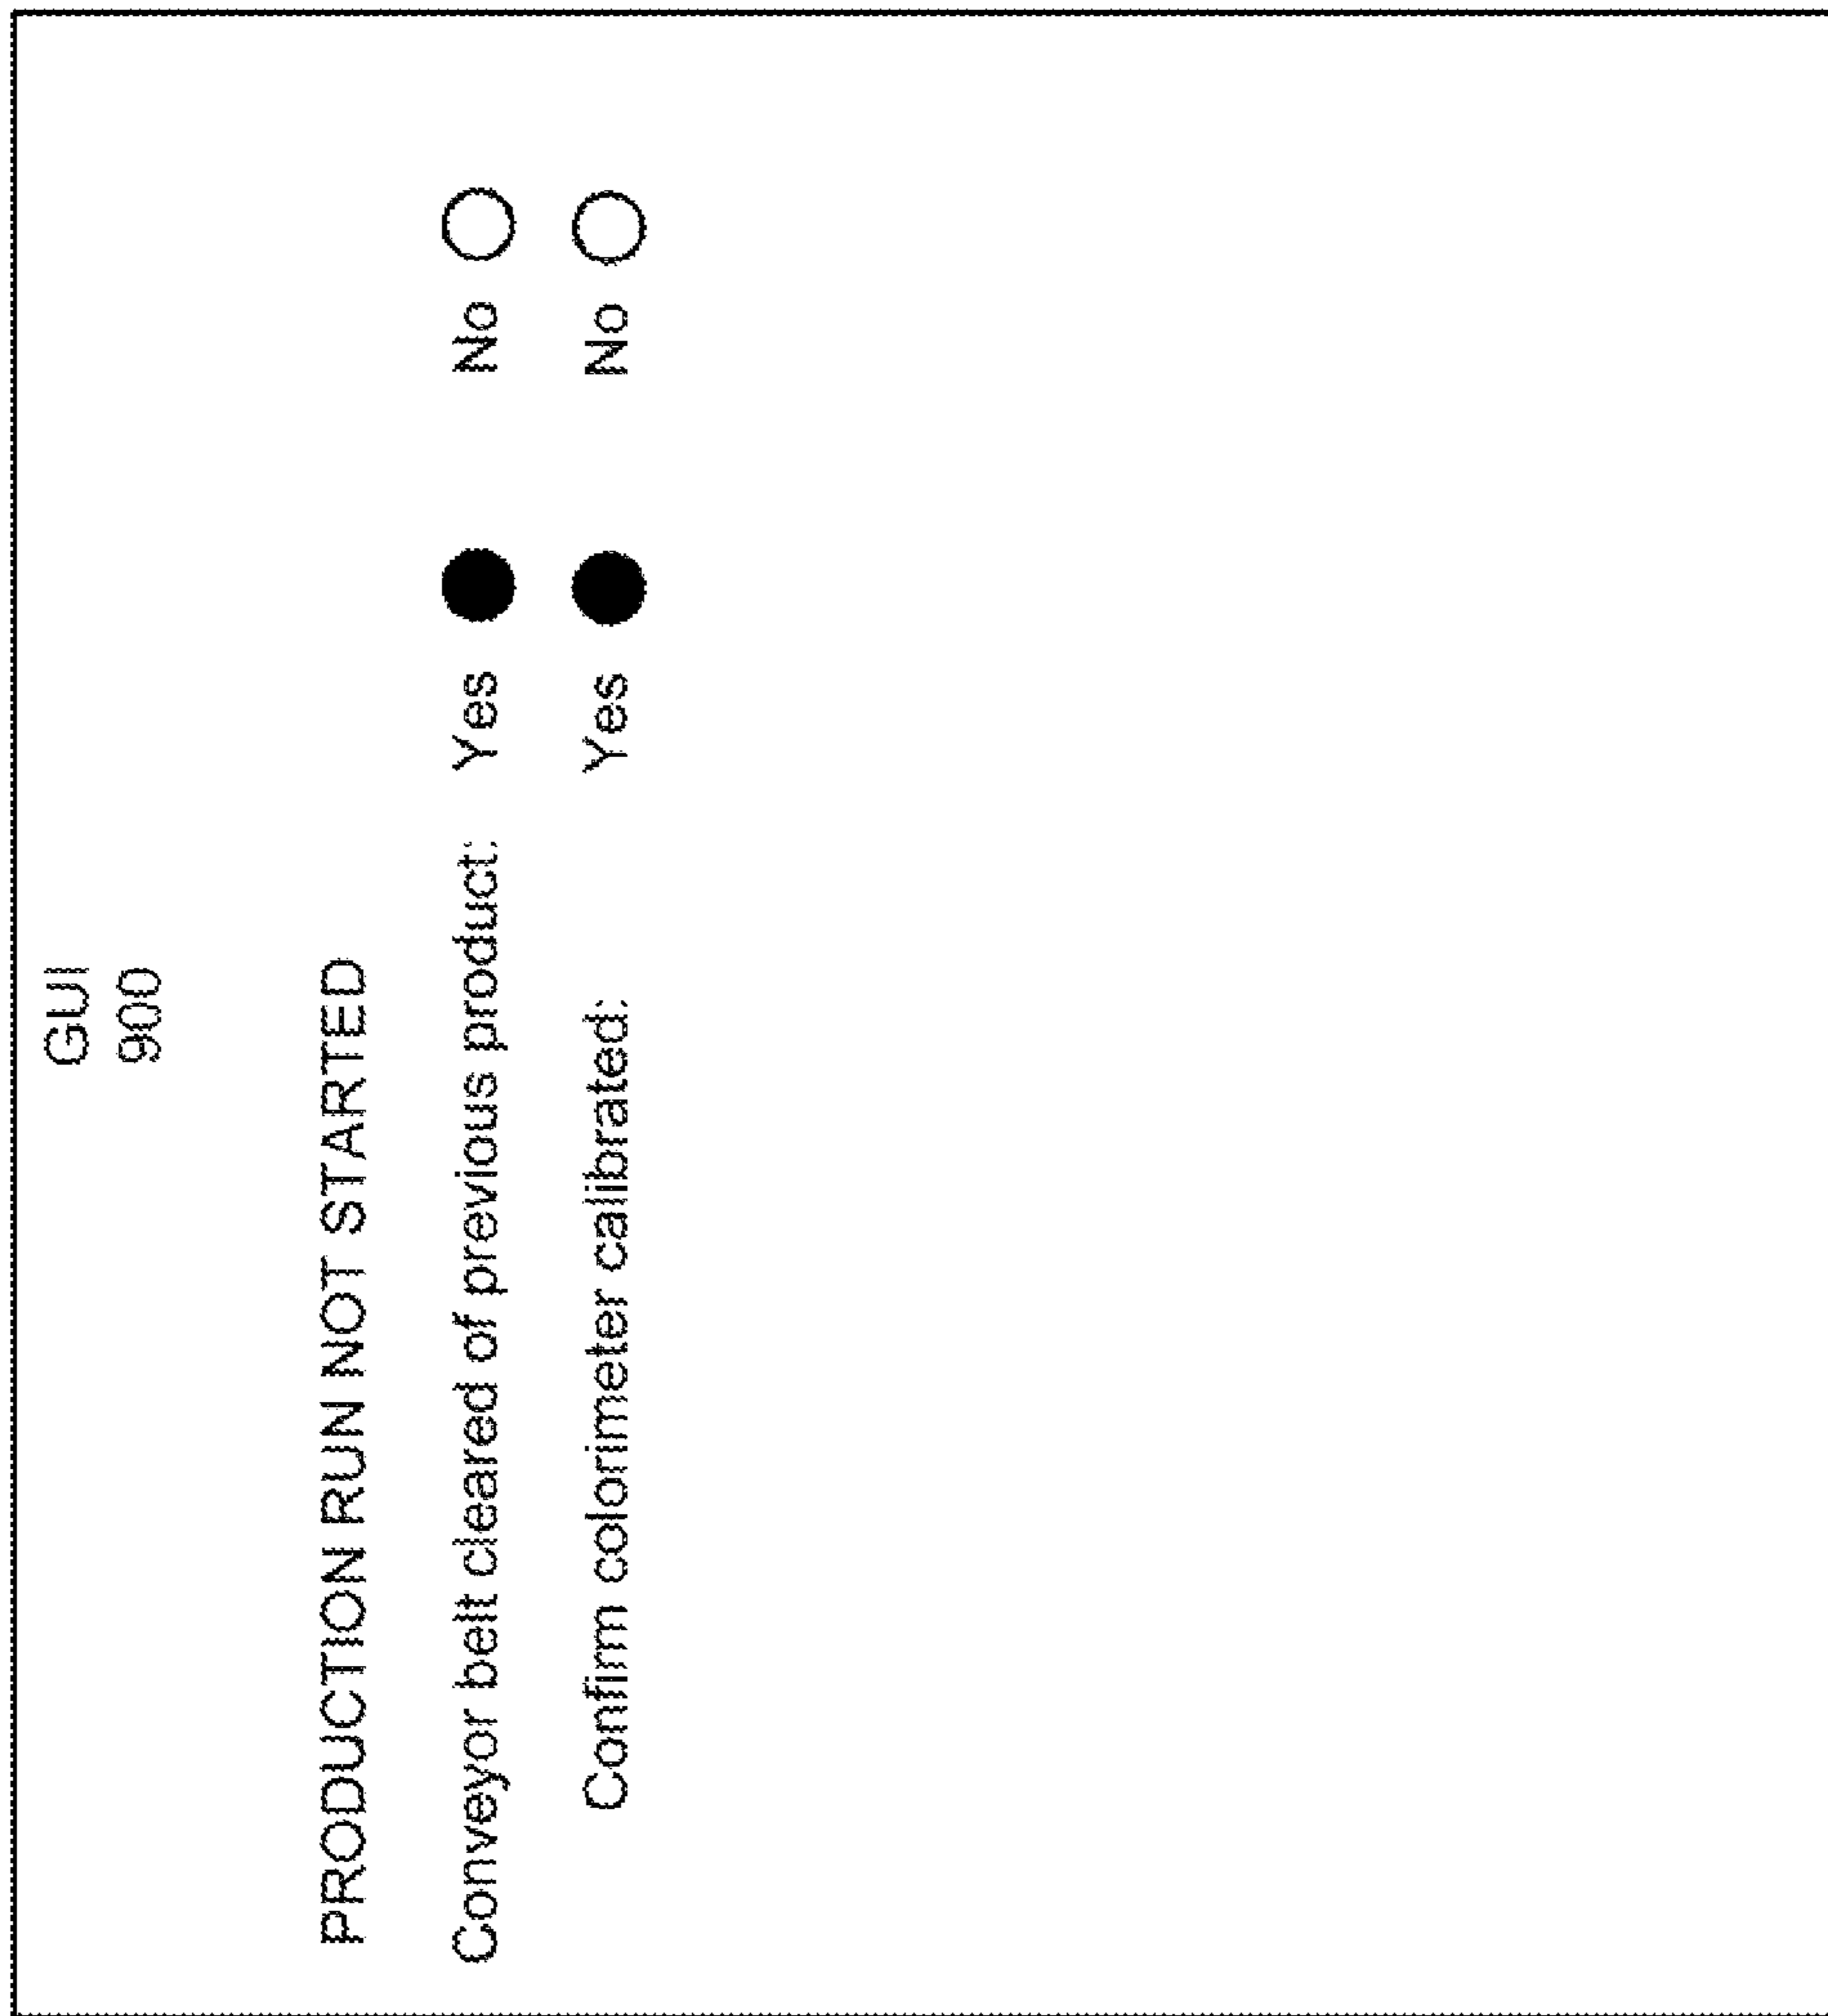 GUI
900
PRODUCTION RUN NOT STARTED
Conveyor belt cleared of previous product: Yes No
Confirm colorimeter calibrated: Yes No